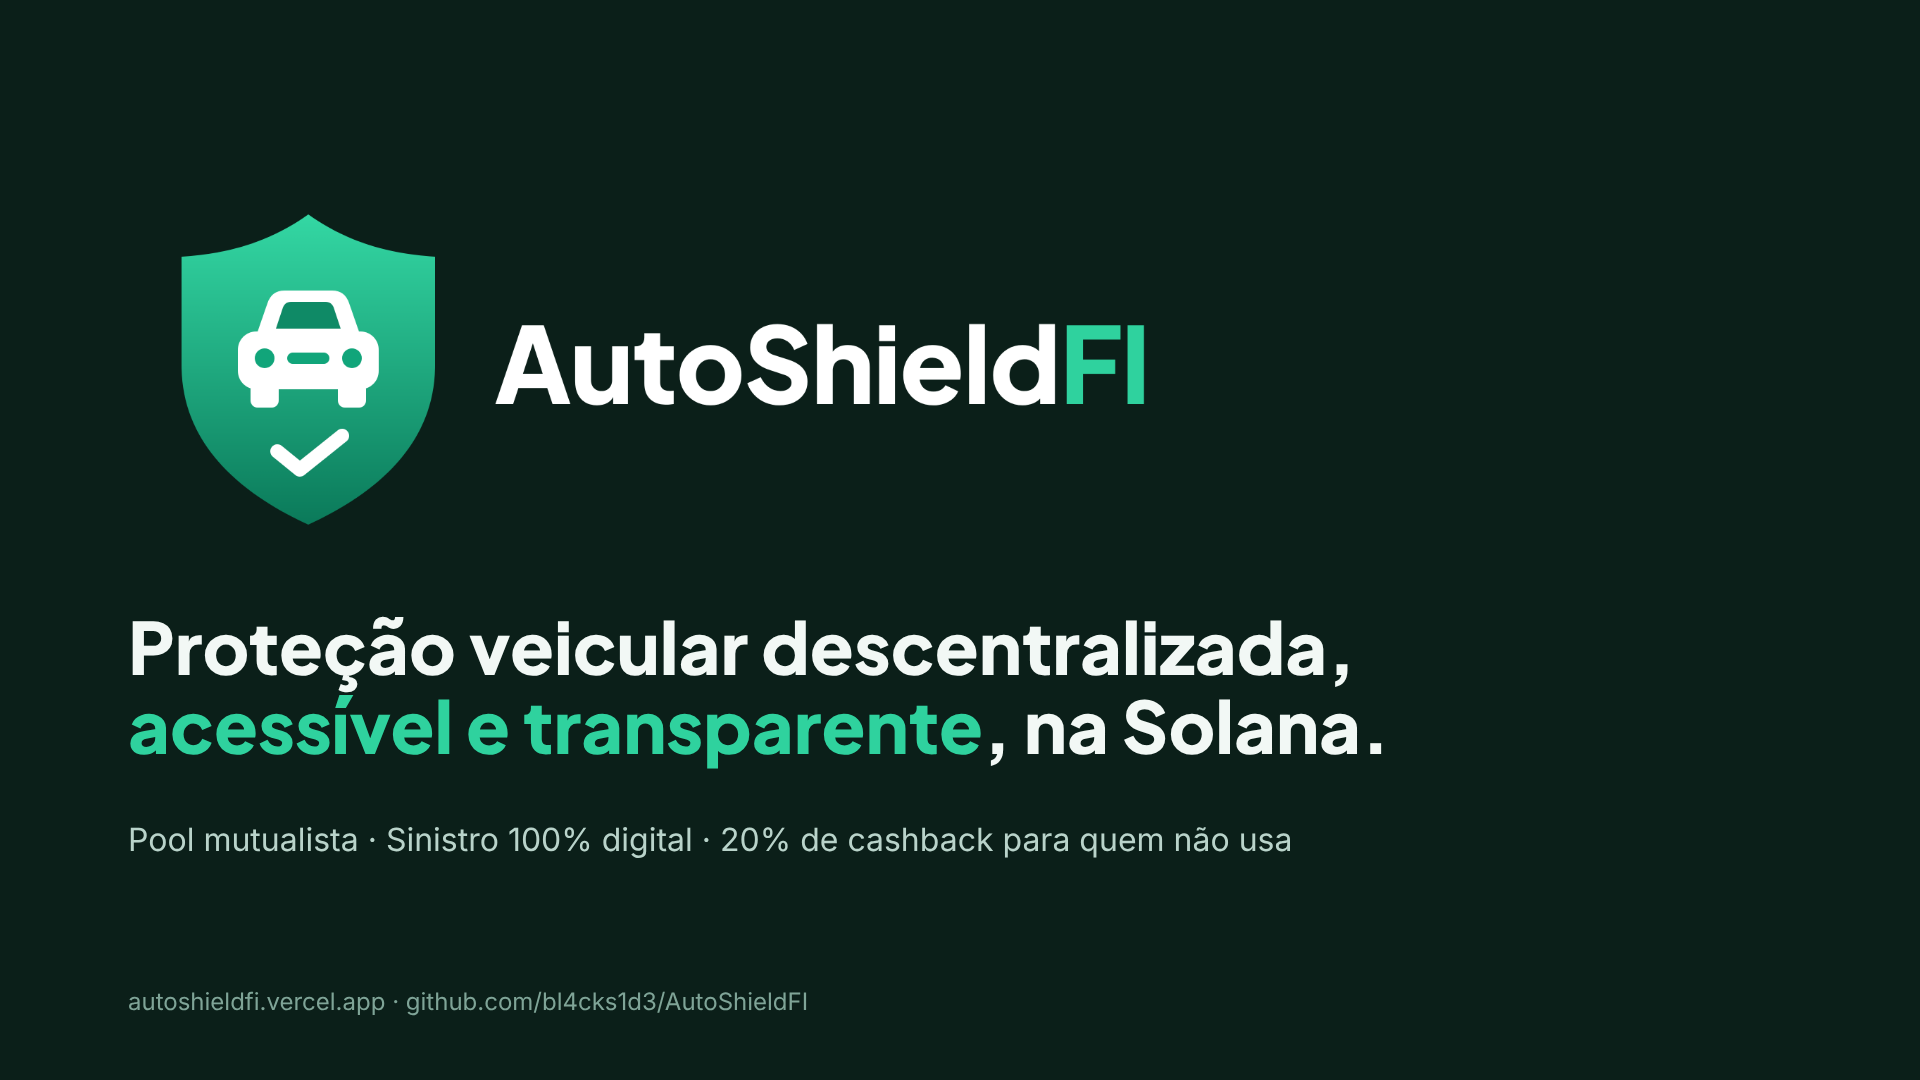 AutoShieldFI
Proteção veicular descentralizada,
acessível e transparente, na Solana.
Pool mutualista · Sinistro 100% digital · 20% de cashback para quem não usa
autoshieldfi.vercel.app · github.com/bl4cks1d3/AutoShieldFI